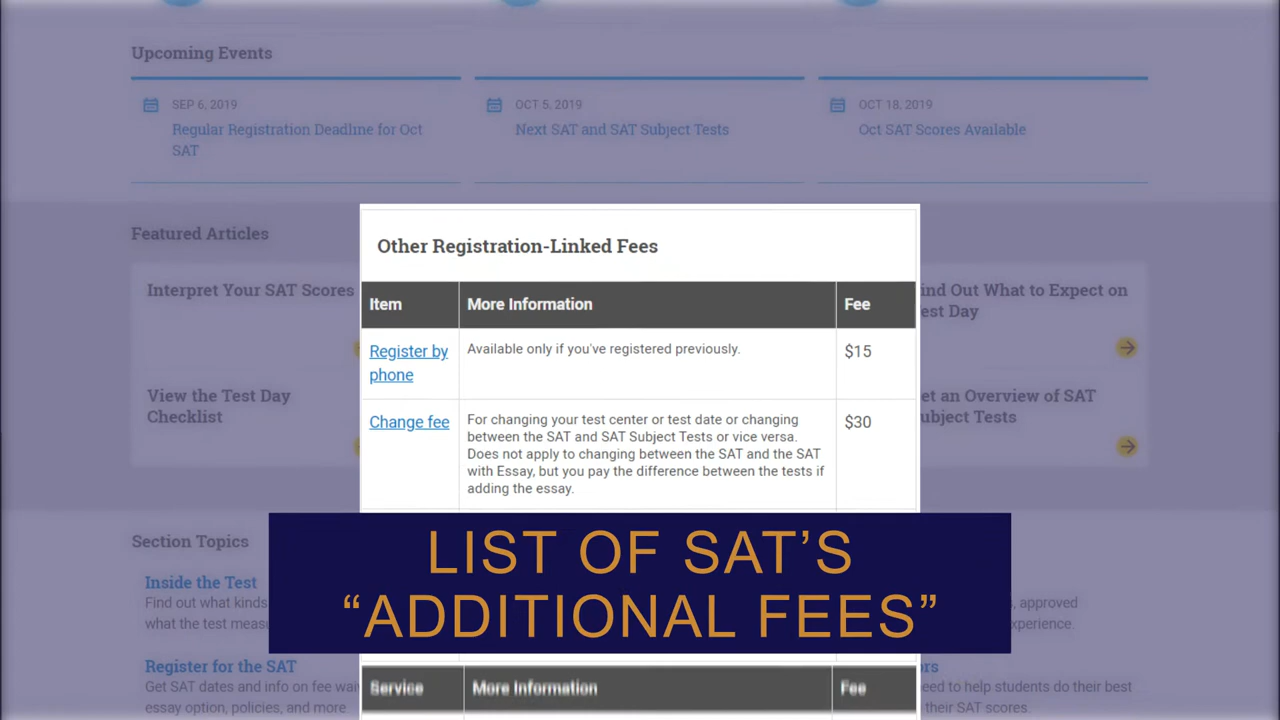 Upcoming Events
SEP 6, 2019
Regular Registration Deadline for Oct
SAT
OCT 5, 2019
Next SAT and SAT Subject Tests
OCT 18, 2019
Oct SAT Scores Available
Featured Articles
Interpret Your SAT Scores
View the Test Day
Checklist
ind Out What to Expect on
est Day
et an Overview of SAT
ubject Tests
Other Registration-Linked Fees
Item More Information Fee
Register by
phone
Available only if you've registered previously.
$15
Change fee
For changing your test center or test date or changing
between the SAT and SAT Subject Tests or vice versa.
Does not apply to changing between the SAT and the SAT
with Essay, but you pay the difference between the tests if
adding the essay.
$30
LIST OF SAT’S
“ADDITIONAL FEES”
Section Topics
Inside the Test
Find out what kinds
what the test meas
, approved
xperience.
Register for the SAT
Get SAT dates and info on fee wai
essay option, policies, and more
ors
need to help students do their best
their SAT scores.
Service More Information Fee